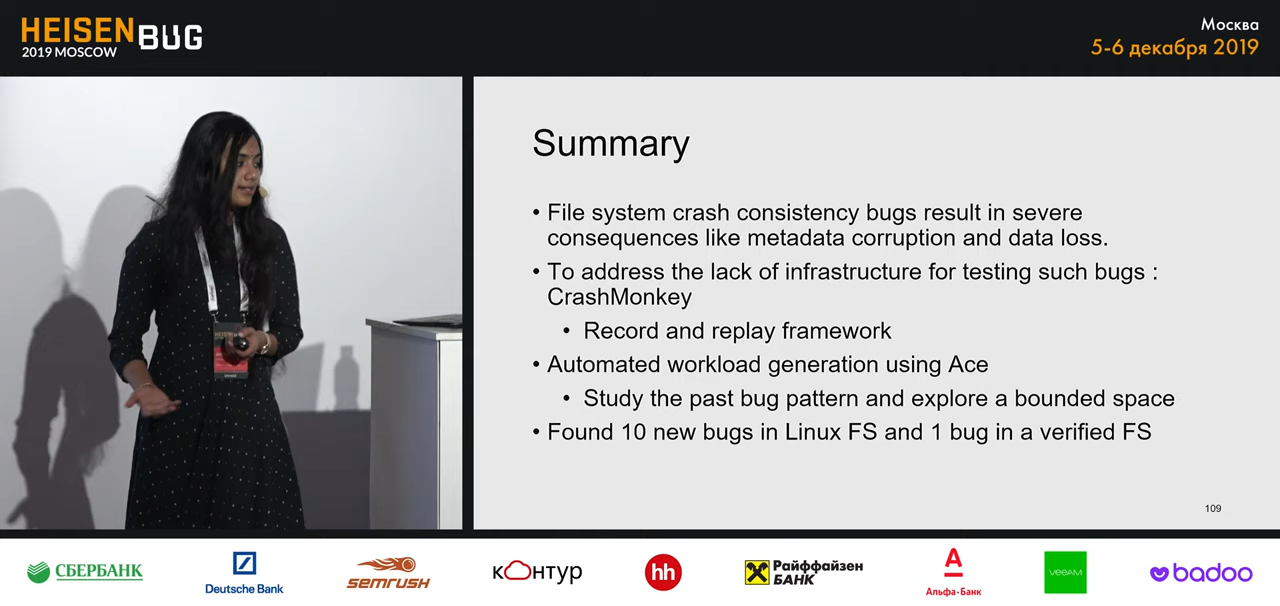 HEISENBUG
2019 MOSCOW
Москва
5-6 декабря 2019
Summary
• File system crash consistency bugs result in severe
consequences like metadata corruption and data loss.
• To address the lack of infrastructure for testing such bugs :
CrashMonkey
• Record and replay framework
• Automated workload generation using Ace
• Study the past bug pattern and explore a bounded space
• Found 10 new bugs in Linux FS and 1 bug in a verified FS
109
СБЕРБАНК
Deutsche Bank
semrush
контур
hh
Райффайзен
БАНК
А
Альфа·Банк
veeAM
badoo